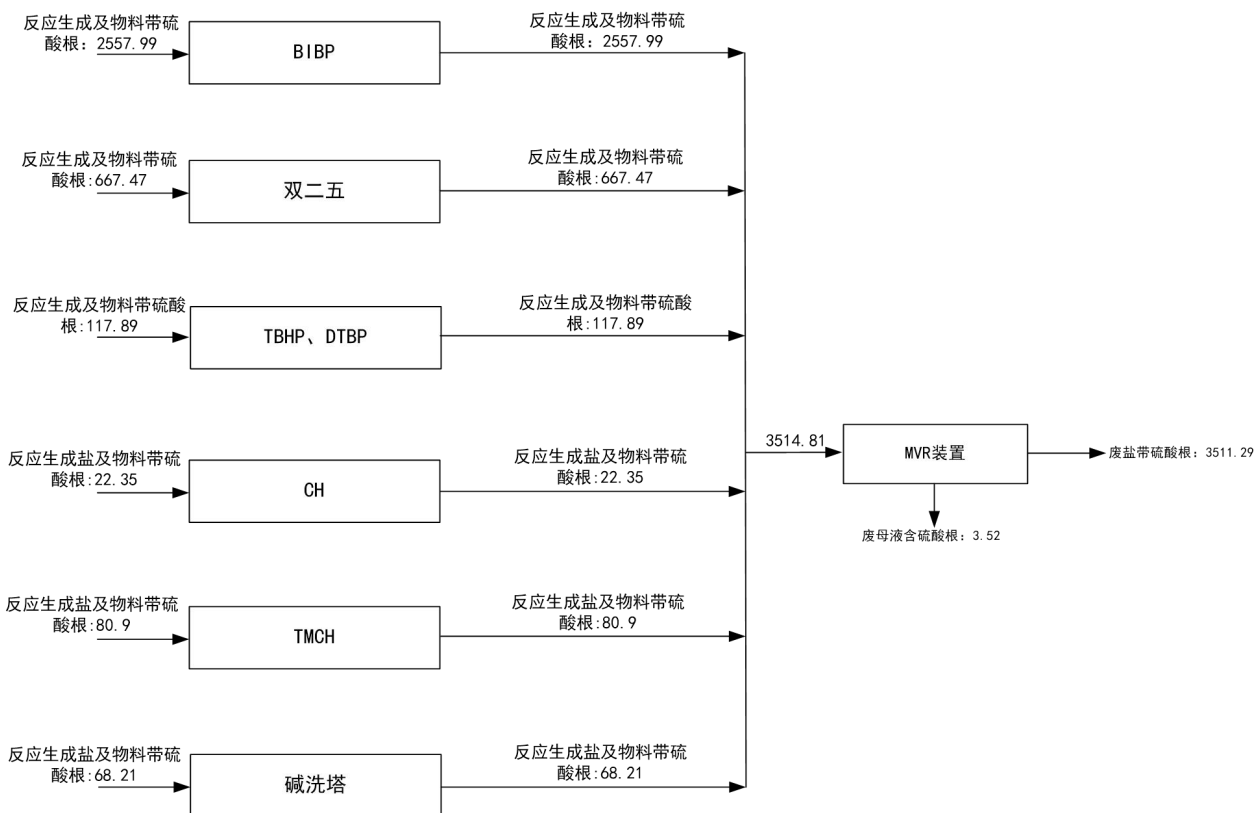 反应生成及物料带硫
酸根：2557.99
BIBP
反应生成及物料带硫
酸根：2557.99
反应生成及物料带硫
酸根:667.47
双二五
反应生成及物料带硫
酸根:667.47
反应生成及物料带硫酸
根:117.89
TBHP、DTBP
反应生成及物料带硫酸
根:117.89
3514.81
MVR装置
废盐带硫酸根：3511.29
废母液含硫酸根：3.52
反应生成盐及物料带硫
酸根:22.35
CH
反应生成盐及物料带硫
酸根:22.35
反应生成盐及物料带硫
酸根:80.9
TMCH
反应生成盐及物料带硫
酸根:80.9
反应生成盐及物料带硫
酸根:68.21
碱洗塔
反应生成盐及物料带硫
酸根:68.21